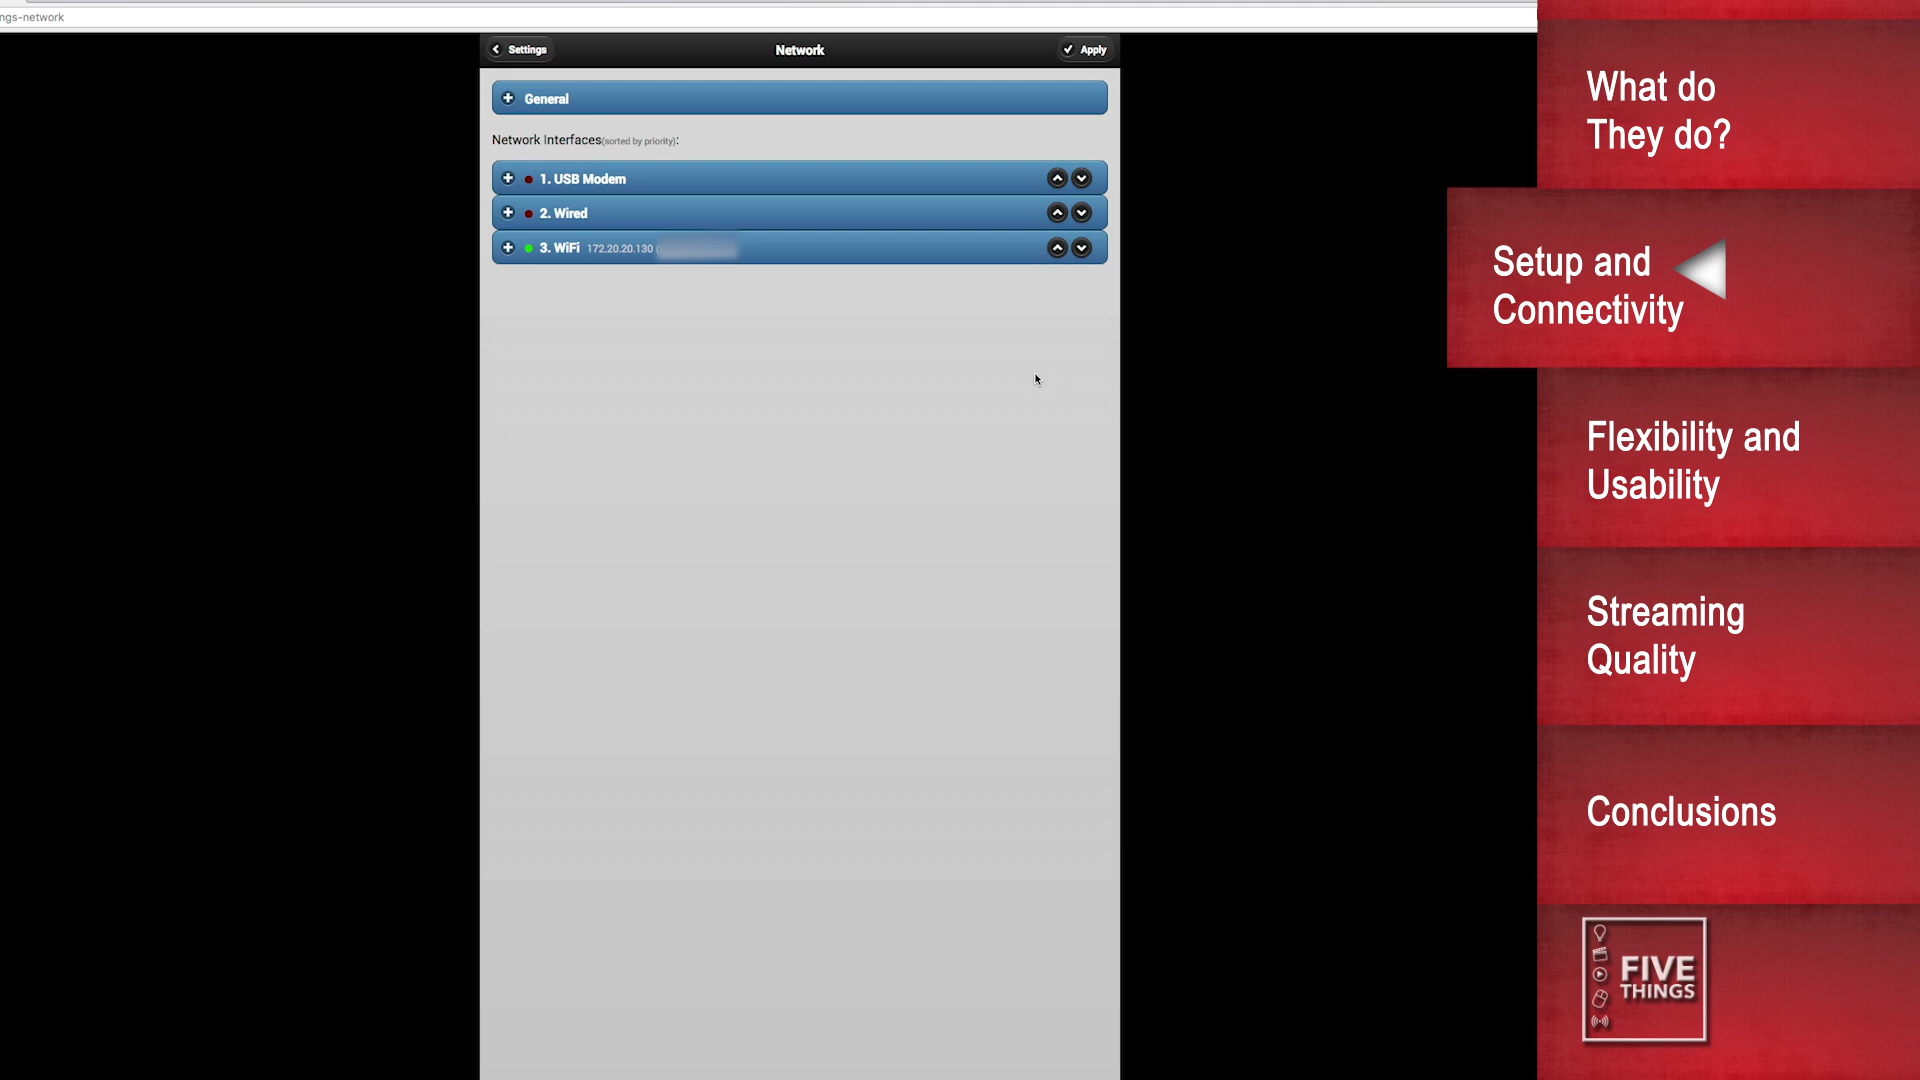 ngs-network
Settings
Network
Apply
General
Network Interfaces(sorted by priority):
1. USB Modem
2. Wired
3. WiFi 172.20.20.130 (
What do
They do?
Setup and
Connectivity
Flexibility and
Usability
Streaming
Quality
Conclusions
FIVE
THINGS